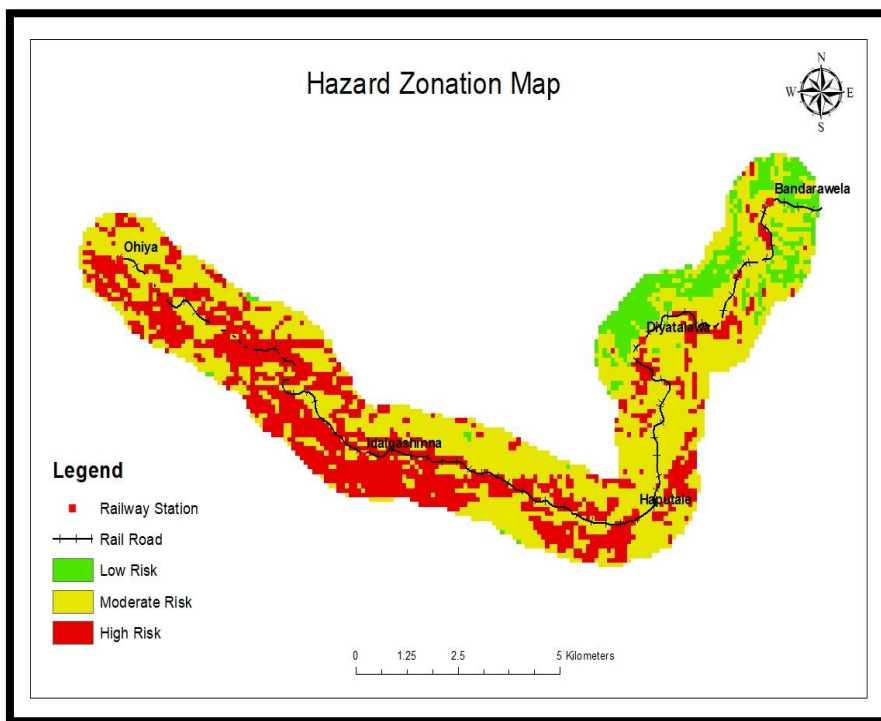 Hazard Zonation Map
N
W E
S
Bandarawela
Ohiya
Diyatalawa
Idalgashinna
Haputale
Legend
Railway Station
Rail Road
Low Risk
Moderate Risk
High Risk
0 1.25 2.5 5 Kilometers